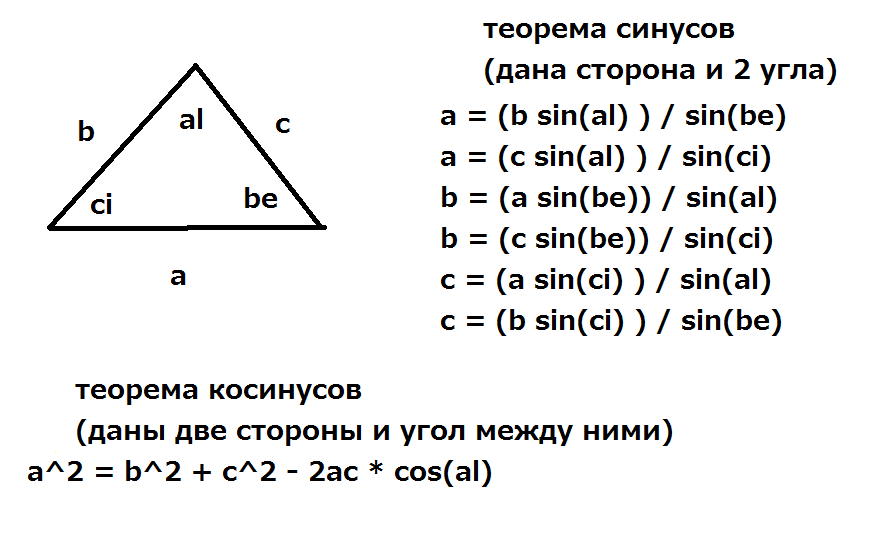 теорема синусов
(дана сторона и 2 угла)
a = (b sin(al) ) / sin(be)
a = (c sin(al) ) / sin(ci)
b = (a sin(be)) / sin(al)
b = (c sin(be)) / sin(ci)
c = (a sin(ci) ) / sin(al)
c = (b sin(ci) ) / sin(be)
b
al
c
ci
be
a
теорема косинусов
(даны две стороны и угол между ними)
a^2 = b^2 + c^2 - 2ac * cos(al)